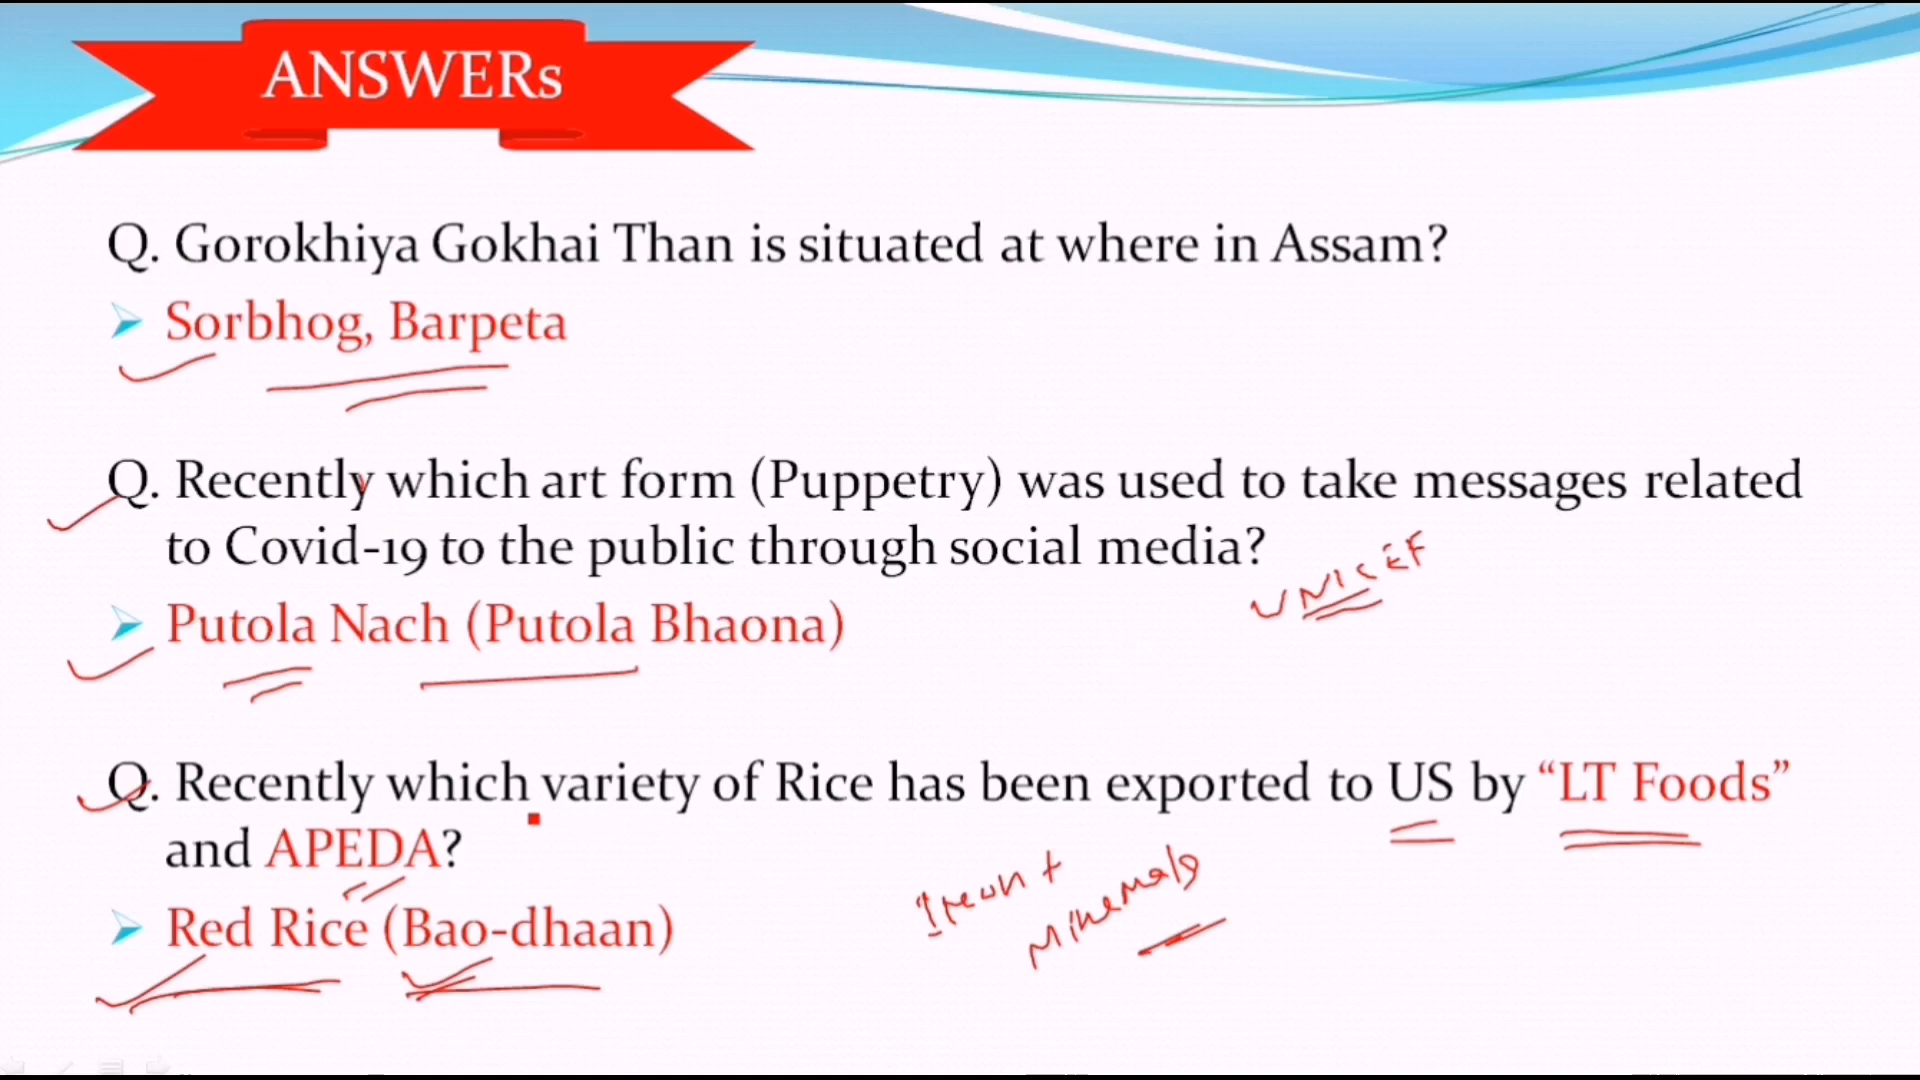 ANSWERs
Q. Gorokhiya Gokhai Than is situated at where in Assam?
Sorbhog, Barpeta
Q. Recently which art form (Puppetry) was used to take messages related
to Covid-19 to the public through social media?
UNICEF
Putola Nach (Putola Bhaona)
Q. Recently which variety of Rice has been exported to US by “LT Foods”
and APEDA?
Ireon +
Minerals
Red Rice (Bao-dhaan)